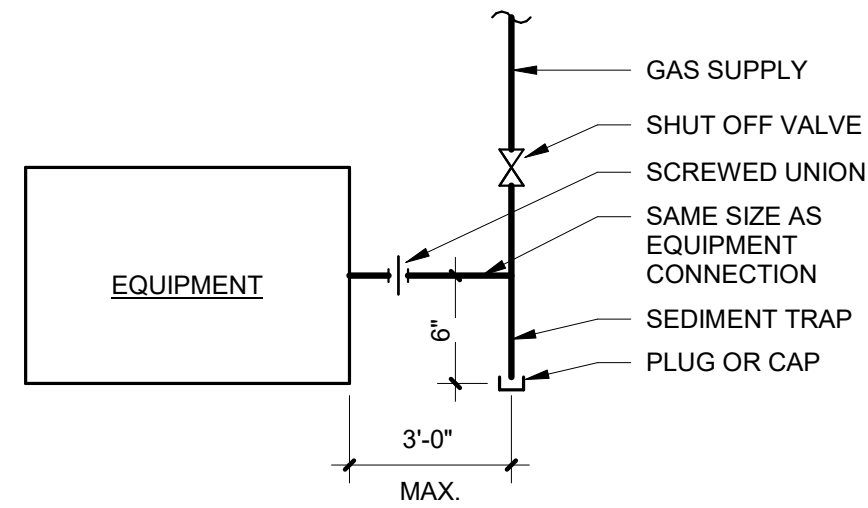 GAS SUPPLY
SHUT OFF VALVE
SCREWED UNION
SAME SIZE AS
EQUIPMENT
CONNECTION
EQUIPMENT
SEDIMENT TRAP
6"
PLUG OR CAP
3'-0"
MAX.